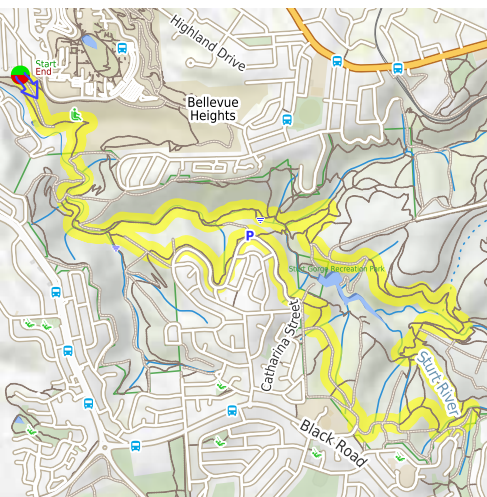 Highland Drive
Start
End
Bellevue
Heights
P
Sturt Gorge Recreation Park
Catharina Street
Sturt-River
Black Road